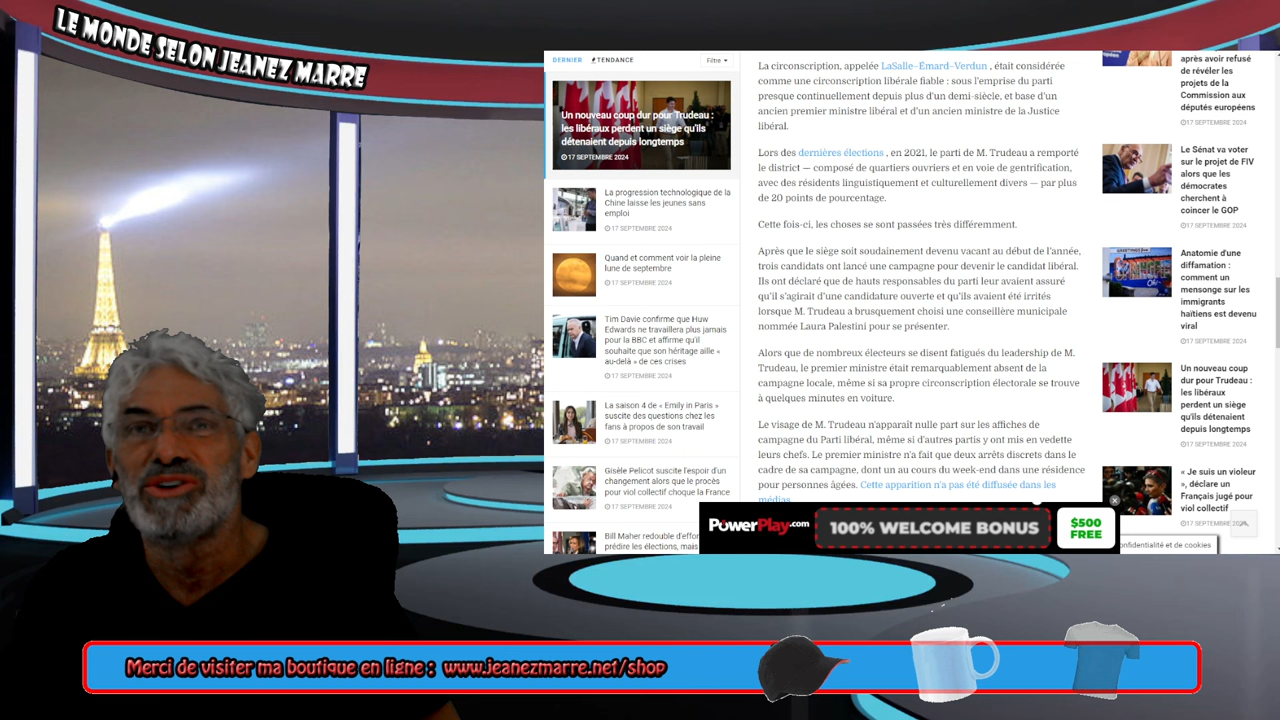 LE MONDE SELON JEANEZ MARRE
DERNIER
TENDANCE
Filtre
Un nouveau coup dur pour Trudeau :
les libéraux perdent un siège qu'ils
détenaient depuis longtemps
17 SEPTEMBRE 2024
La progression technologique de la
Chine laisse les jeunes sans
emploi
17 SEPTEMBRE 2024
Quand et comment voir la pleine
lune de septembre
17 SEPTEMBRE 2024
Tim Davie confirme que Huw
Edwards ne travaillera plus jamais
pour la BBC et affirme qu'il
souhaite que son héritage aille «
au-delà » de ces crises
17 SEPTEMBRE 2024
La saison 4 de « Emily in Paris »
suscite des questions chez les
fans à propos de son travail
17 SEPTEMBRE 2024
Gisèle Pelicot suscite l'espoir d'un
changement alors que le procès
pour viol collectif choque la France
17 SEPTEMBRE 2024
Bill Maher redouble d'effor
prédire les élections, mais
La circonscription, appelée LaSalle–Émard–Verdun , était considérée
comme une circonscription libérale fiable : sous l'emprise du parti
presque continuellement depuis plus d'un demi-siècle, et base d'un
ancien premier ministre libéral et d'un ancien ministre de la Justice
libéral.
Lors des dernières élections , en 2021, le parti de M. Trudeau a remporté
le district — composé de quartiers ouvriers et en voie de gentrification,
avec des résidents linguistiquement et culturellement divers — par plus
de 20 points de pourcentage.
Cette fois-ci, les choses se sont passées très différemment.
Après que le siège soit soudainement devenu vacant au début de l'année,
trois candidats ont lancé une campagne pour devenir le candidat libéral.
Ils ont déclaré que de hauts responsables du parti leur avaient assuré
qu'il s'agirait d'une candidature ouverte et qu'ils avaient été irrités
lorsque M. Trudeau a brusquement choisi une conseillère municipale
nommée Laura Palestini pour se présenter.
Alors que de nombreux électeurs se disent fatigués du leadership de M.
Trudeau, le premier ministre était remarquablement absent de la
campagne locale, même si sa propre circonscription électorale se trouve
à quelques minutes en voiture.
Le visage de M. Trudeau n'apparaît nulle part sur les affiches de
campagne du Parti libéral, même si d'autres partis y ont mis en vedette
leurs chefs. Le premier ministre n'a fait que deux arrêts discrets dans le
cadre de sa campagne, dont un au cours du week-end dans une résidence
pour personnes âgées. Cette apparition n'a pas été diffusée dans les
médias
après avoir refusé
de révéler les
projets de la
Commission aux
députés européens
17 SEPTEMBRE 2024
Le Sénat va voter
sur le projet de FIV
alors que les
démocrates
cherchent à
coincer le GOP
17 SEPTEMBRE 2024
Anatomie d'une
diffamation :
comment un
mensonge sur les
immigrants
haïtiens est devenu
viral
17 SEPTEMBRE 2024
Un nouveau coup
dur pour Trudeau :
les libéraux
perdent un siège
qu'ils détenaient
depuis longtemps
17 SEPTEMBRE 2024
« Je suis un violeur
», déclare un
Français jugé pour
viol collectif
17 SEPTEMBRE 2024
PowerPlay.com
100% WELCOME BONUS
$500
FREE
onfidentialité et de cookies
Merci de visiter ma boutique en ligne : www.jeanezmarre.net/shop